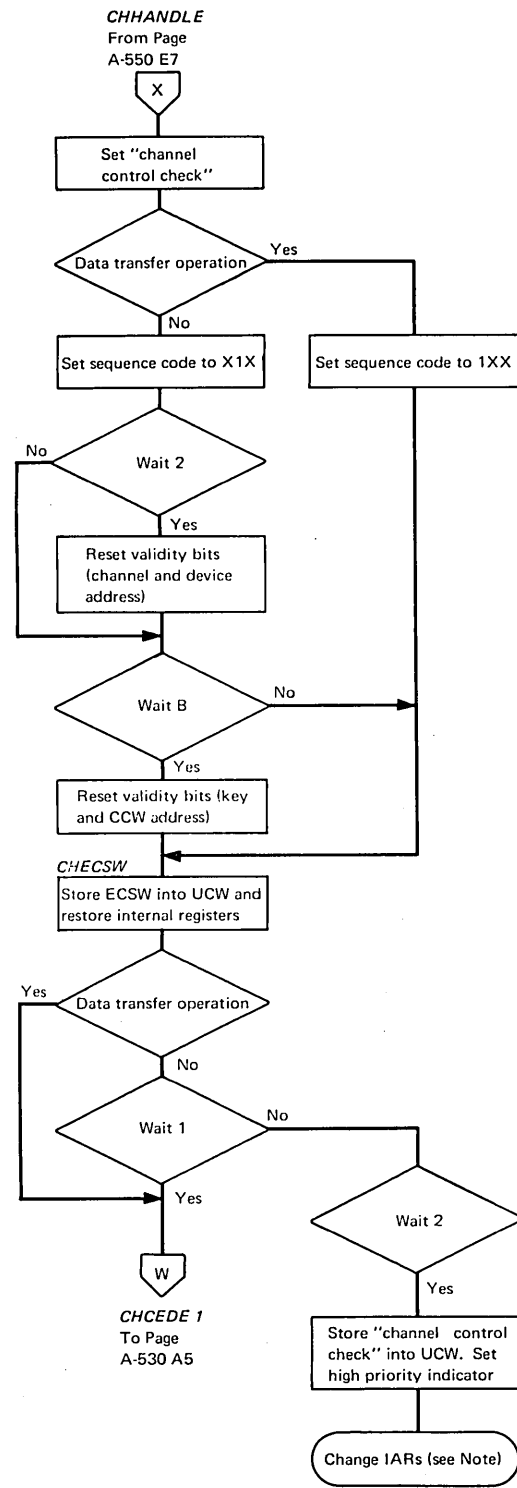 CHHANDLE
From Page
A-550 E7
X
Set "channel
control check"
Data transfer operation
Yes
No
Set sequence code to X1X
Set sequence code to 1XX
No
Wait 2
Yes
Reset validity bits
(channel and device
address)
Wait B
No
Yes
Reset validity bits (key
and CCW address)
CHECSW
Store ECSW into UCW and
restore internal registers
Yes
Data transfer operation
No
Wait 1
No
Yes
Wait 2
Yes
W
CHCEDE 1
To Page
A-530 A5
Store "channel control
check" into UCW. Set
high priority indicator
Change IARs (see Note)